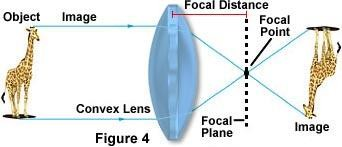 Object
Image
Focal Distance
Focal
Point
Convex Lens
Focal
Plane
Image
Figure 4